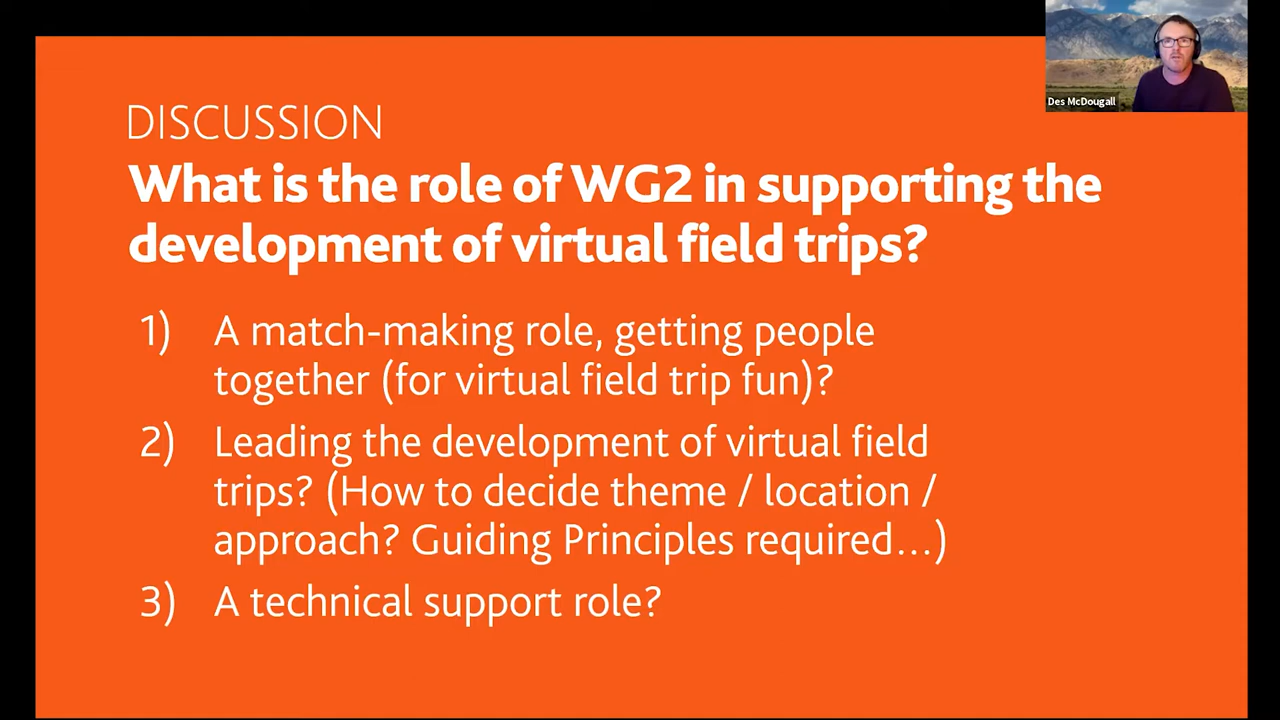 Des McDougall
DISCUSSION
What is the role of WG2 in supporting the
development of virtual field trips?
1) A match-making role, getting people
together (for virtual field trip fun)?
2) Leading the development of virtual field
trips? (How to decide theme / location /
approach? Guiding Principles required...)
3) A technical support role?